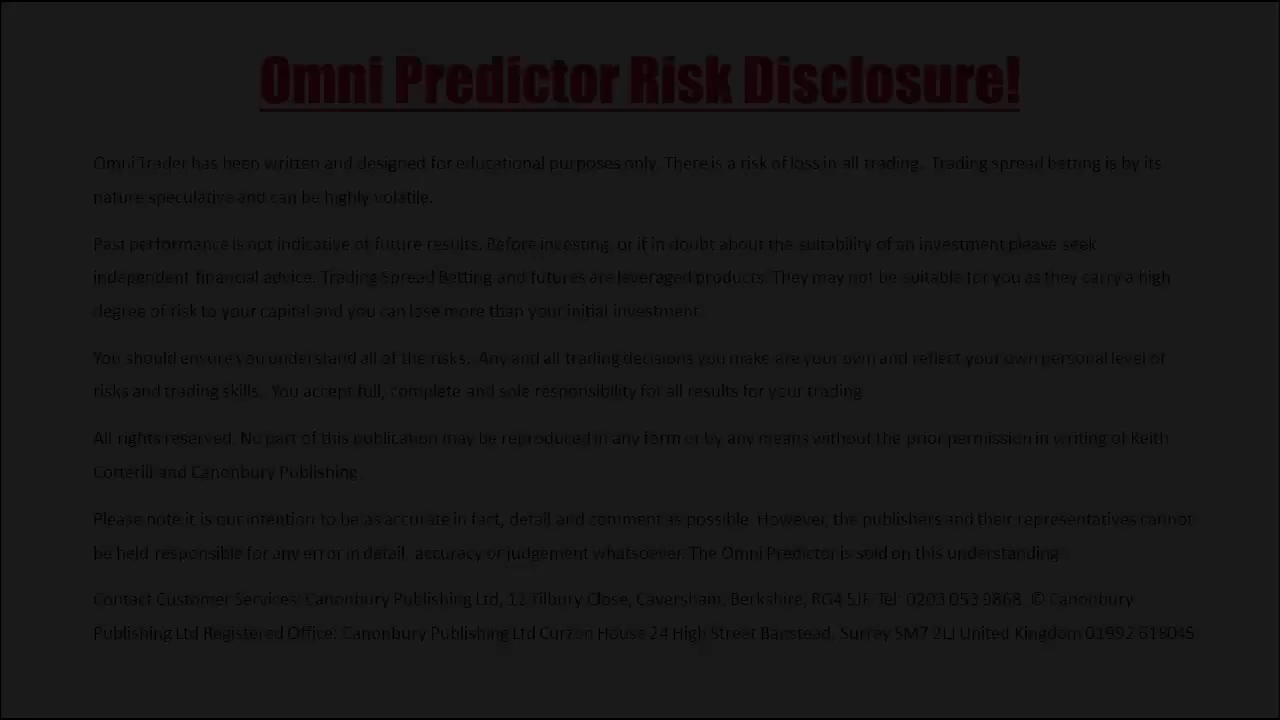 Omni Predictor Risk Disclosure!
Omni Trader has been written and designed for educational purposes only. There is a risk of loss in all trading. Trading spread betting is by its
nature speculative and can be highly volatile.
Past performance is not indicative of future results. Before investing, or if in doubt about the suitability of an investment please seek
independent financial advice. Trading Spread Betting and futures are leveraged products. They may not be suitable for you as they carry a high
degree of risk to your capital and you can lose more than your initial investment.
You should ensure you understand all of the risks. Any and all trading decisions you make are your own and reflect your own personal level of
risks and trading skills. You accept full, complete and sole responsibility for all results for your trading.
All rights reserved. No part of this publication may be reproduced in any form or by any means without the prior permission in writing of Keith
Cotterill and Canonbury Publishing.
Please note it is our intention to be as accurate in fact, detail and comment as possible. However, the publishers and their representatives cannot
be held responsible for any error in detail, accuracy or judgement whatsoever. The Omni Predictor is sold on this understanding.
Contact Customer Services: Canonbury Publishing Ltd, 12 Tilbury Close, Caversham, Berkshire, RG4 5JF Tel: 0203 053 9868. © Canonbury
Publishing Ltd Registered Office: Canonbury Publishing Ltd Curzon House 24 High Street Banstead, Surrey SM7 2LJ United Kingdom 01992 618045